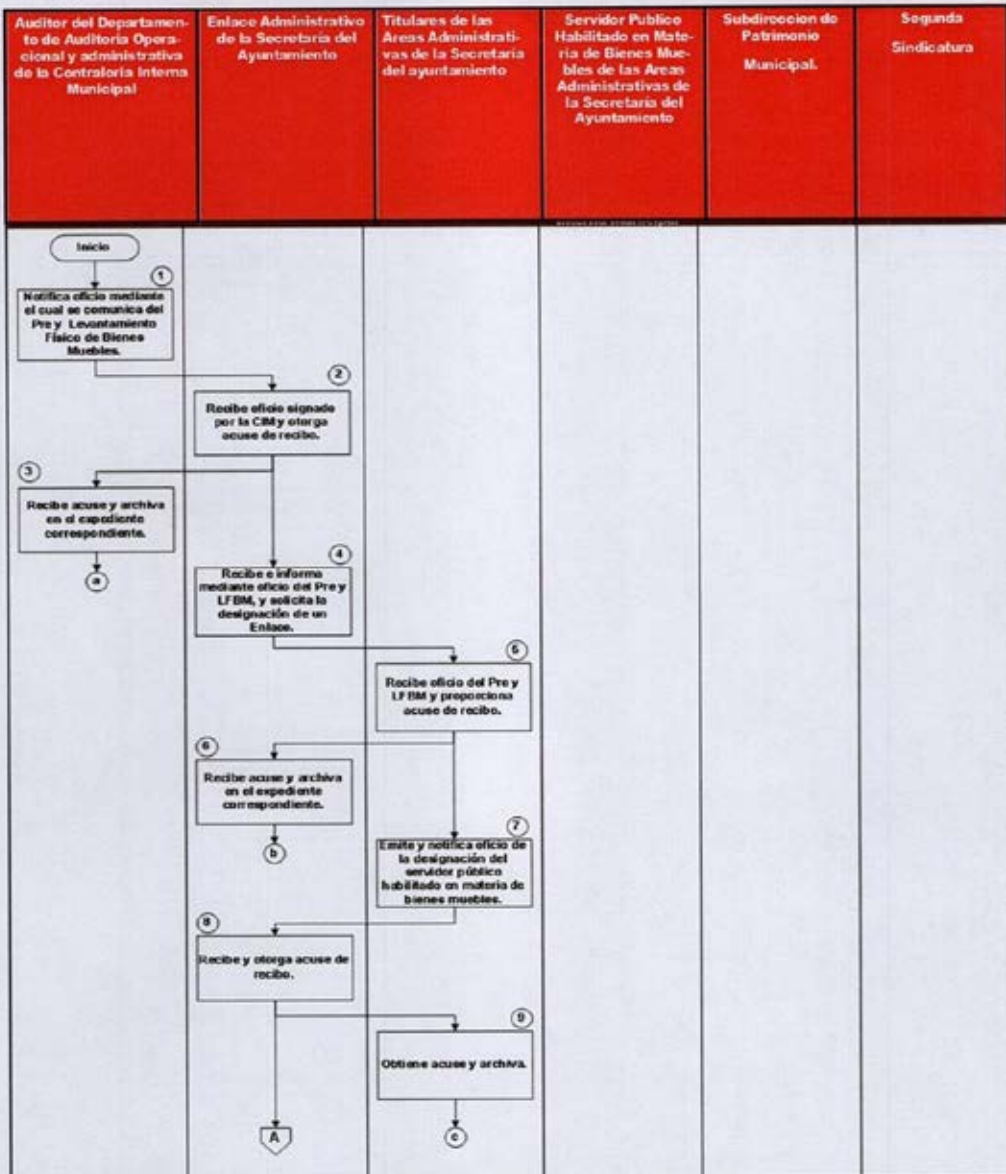 Auditor del Departamen-
to de Auditoria Opera-
cional y administrativa
de la Contraloria Interna
Municipal
Enlace Administrativo
de la Secretaría del
Ayuntamiento
Titulares de las
Areas Administrati-
vas de la Secretaría
del ayuntamiento
Servidor Publico
Habilitado en Mate-
ria de Bienes Mue-
bles de las Areas
Administrativas de
la Secretaria del
Ayuntamiento
Subdireccion de
Patrimonio
Municipal.
Segunda
Sindicatura
Inicio
1
Notifica oficio mediante
el cual se comunica del
Pre y Levantamiento
Físico de Bienes
Muebles.
2
Recibe oficio signado
por la CIM y otorga
acuse de recibo.
3
Recibe acuse y archiva
en el expediente
correspondiente.
a
4
Recibe e informa
mediante oficio del Pre y
LFBM, y solicita la
designación de un
Enlace.
5
Recibe oficio del Pre y
LFBM y proporciona
acuse de recibo.
6
Recibe acuse y archiva
en el expediente
correspondiente.
b
7
Emite y notifica oficio de
la designación del
servidor público
habilitado en materia de
bienes muebles.
8
Recibe y otorga acuse de
recibo.
9
Obtiene acuse y archiva.
A
c